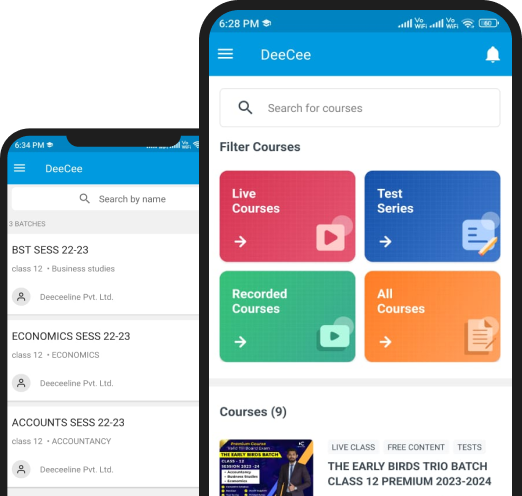 6:34 PM
DeeCee
Search by name
3 BATCHES
BST SESS 22-23
class 12 • Business studies
Deeceeline Pvt. Ltd.
ECONOMICS SESS 22-23
class 12 • ECONOMICS
Deeceeline Pvt. Ltd.
ACCOUNTS SESS 22-23
class 12 • ACCOUNTANCY
Deeceeline Pvt. Ltd.
6:28 PM
Vo
WiFi
Vo
WiFi
60
DeeCee
Search for courses
Filter Courses
Live
Courses
Test
Series
Recorded
Courses
All
Courses
Courses (9)
Premium Course
THE EARLY BIRDS BATCH
CLASS - 12
SESSION 2023 -24
- Accountancy
- Business Studies
- Economics
LIVE CLASS FREE CONTENT TESTS
THE EARLY BIRDS TRIO BATCH
CLASS 12 PREMIUM 2023-2024